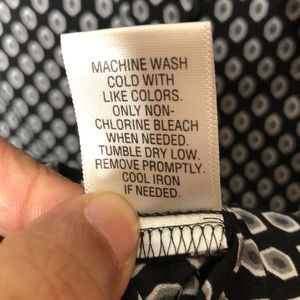 MACHINE WASH
COLD WITH
LIKE COLORS.
ONLY NON-
CHLORINE BLEACH
WHEN NEEDED.
TUMBLE DRY LOW.
REMOVE PROMPTLY.
COOL IRON
IF NEEDED.